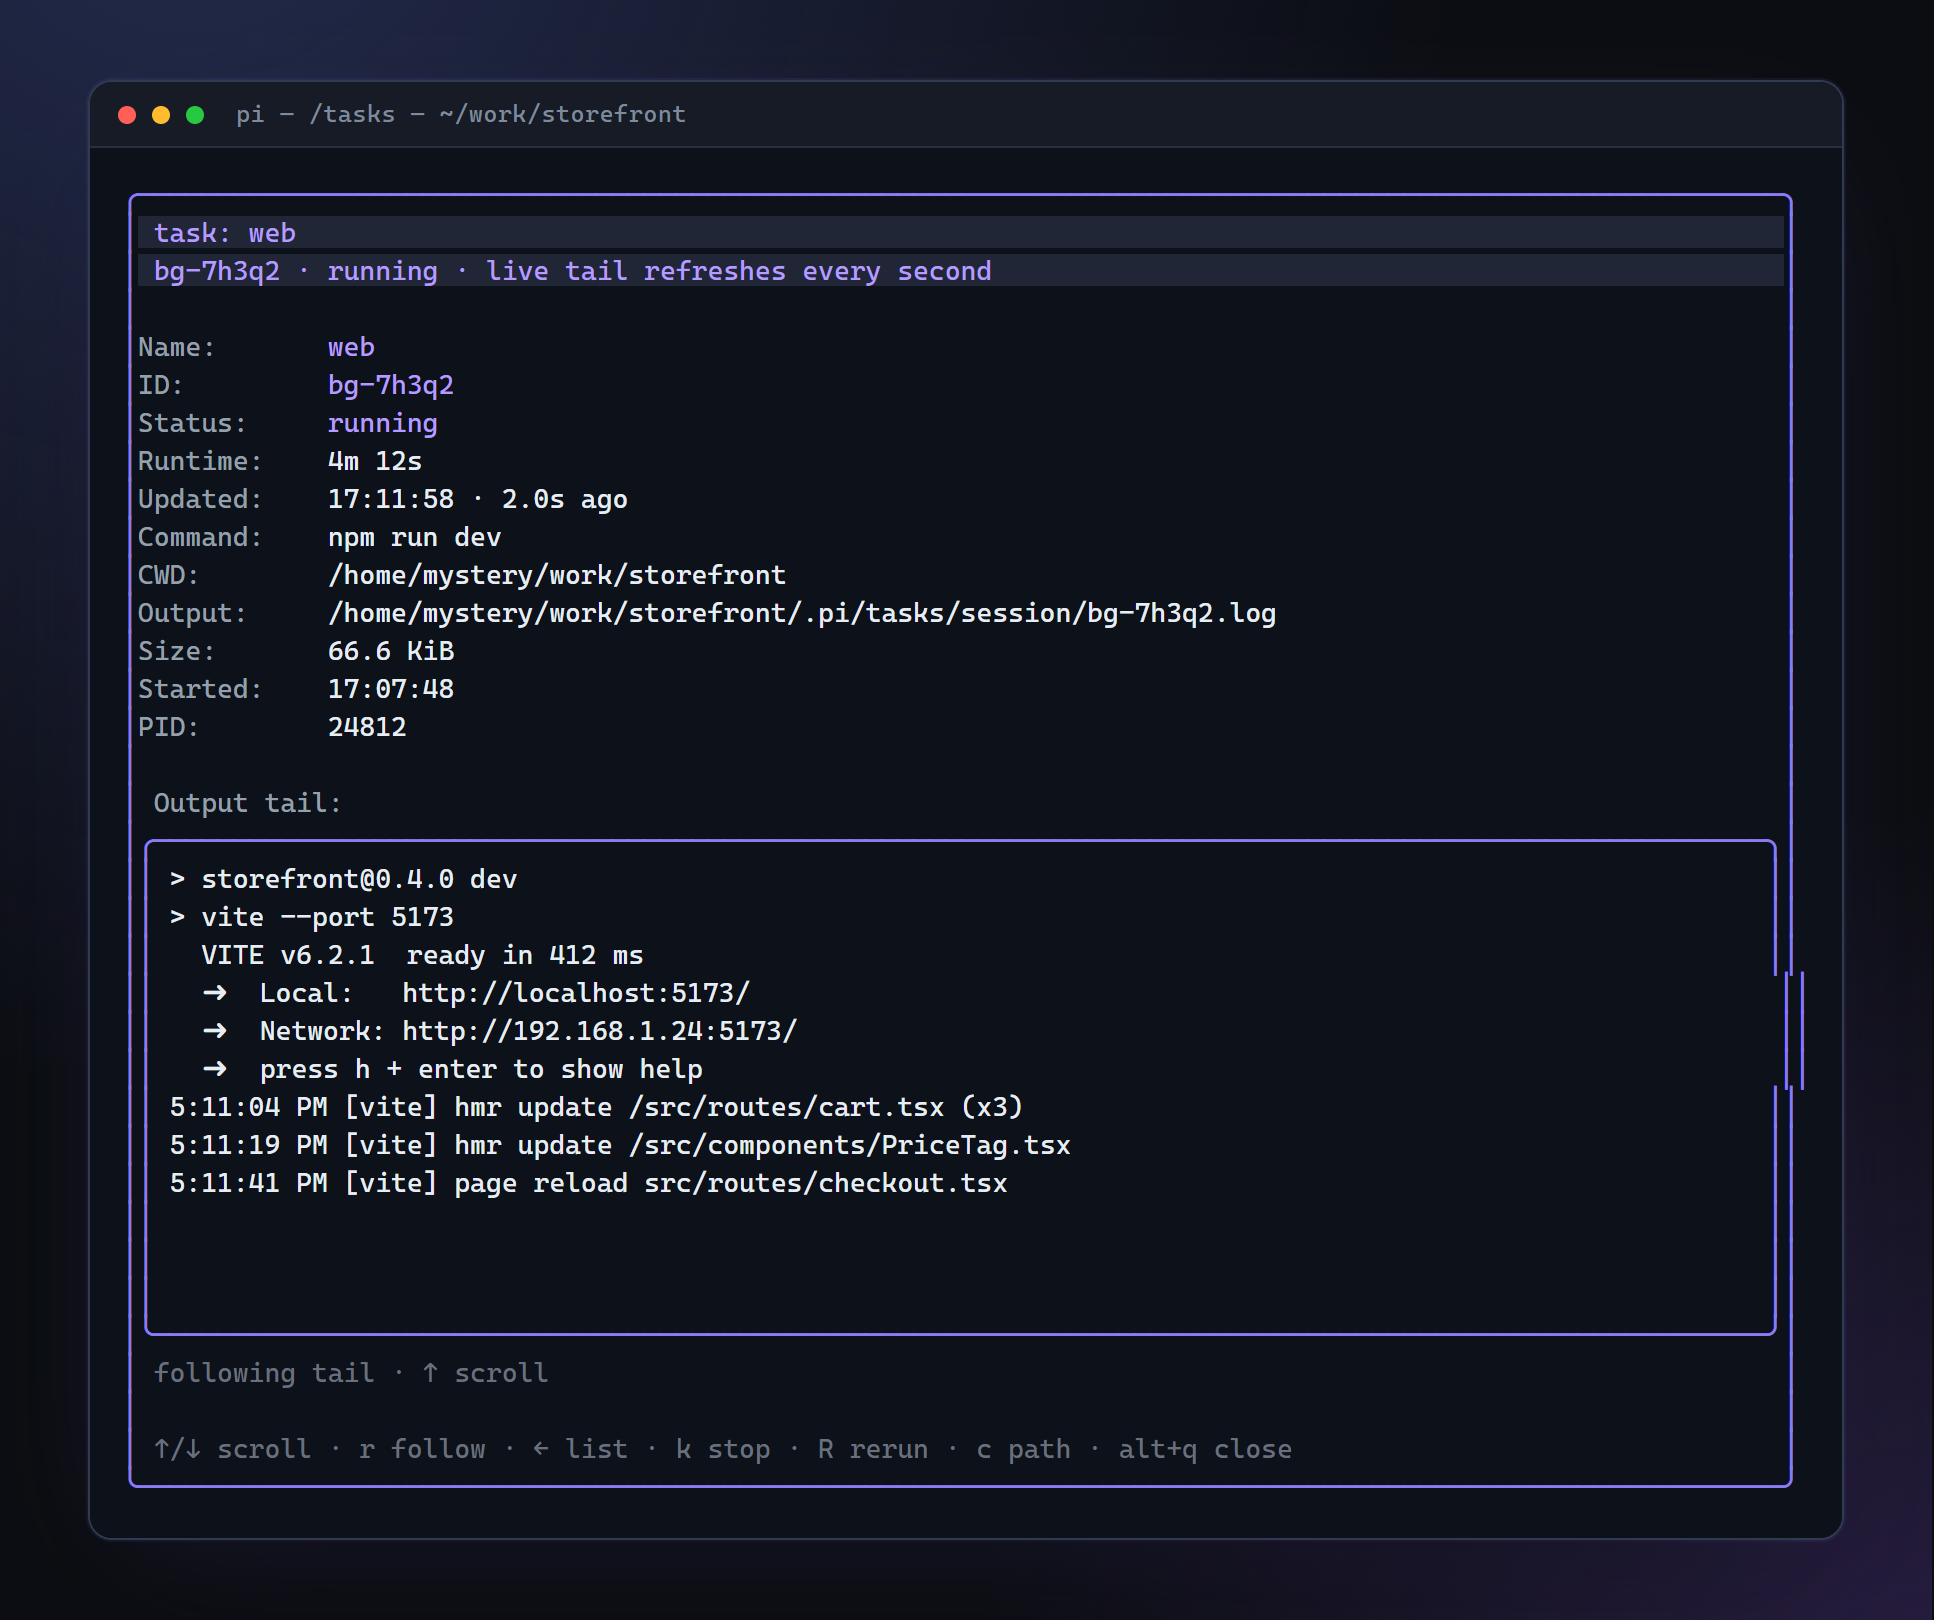 pi — /tasks — ~/work/storefront
task: web
bg-7h3q2 · running · live tail refreshes every second
Name: web
ID: bg-7h3q2
Status: running
Runtime: 4m 12s
Updated: 17:11:58 · 2.0s ago
Command: npm run dev
CWD: /home/mystery/work/storefront
Output: /home/mystery/work/storefront/.pi/tasks/session/bg-7h3q2.log
Size: 66.6 KiB
Started: 17:07:48
PID: 24812
Output tail:
> storefront@0.4.0 dev
> vite --port 5173
VITE v6.2.1  ready in 412 ms
➜  Local:   http://localhost:5173/
➜  Network: http://192.168.1.24:5173/
➜  press h + enter to show help
5:11:04 PM [vite] hmr update /src/routes/cart.tsx (x3)
5:11:19 PM [vite] hmr update /src/components/PriceTag.tsx
5:11:41 PM [vite] page reload src/routes/checkout.tsx
following tail · ↑ scroll
↑/↓ scroll · r follow · ← list · k stop · R rerun · c path · alt+q close